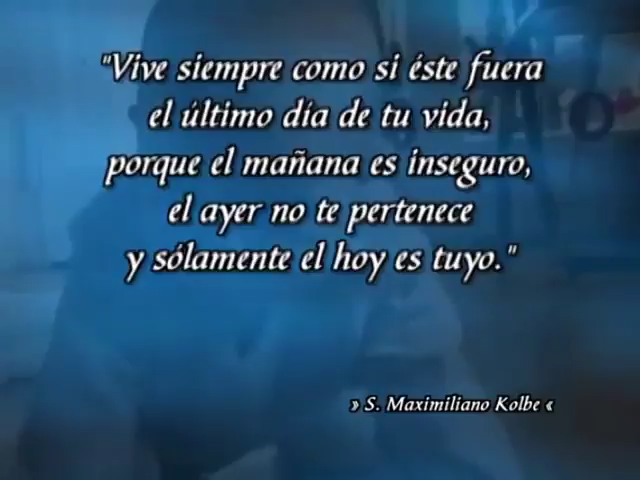 "Vive siempre como si éste fuera
el último día de tu vida,
porque el mañana es inseguro,
el ayer no te pertenece
y sólamente el hoy es tuyo."
» S. Maximiliano Kolbe «